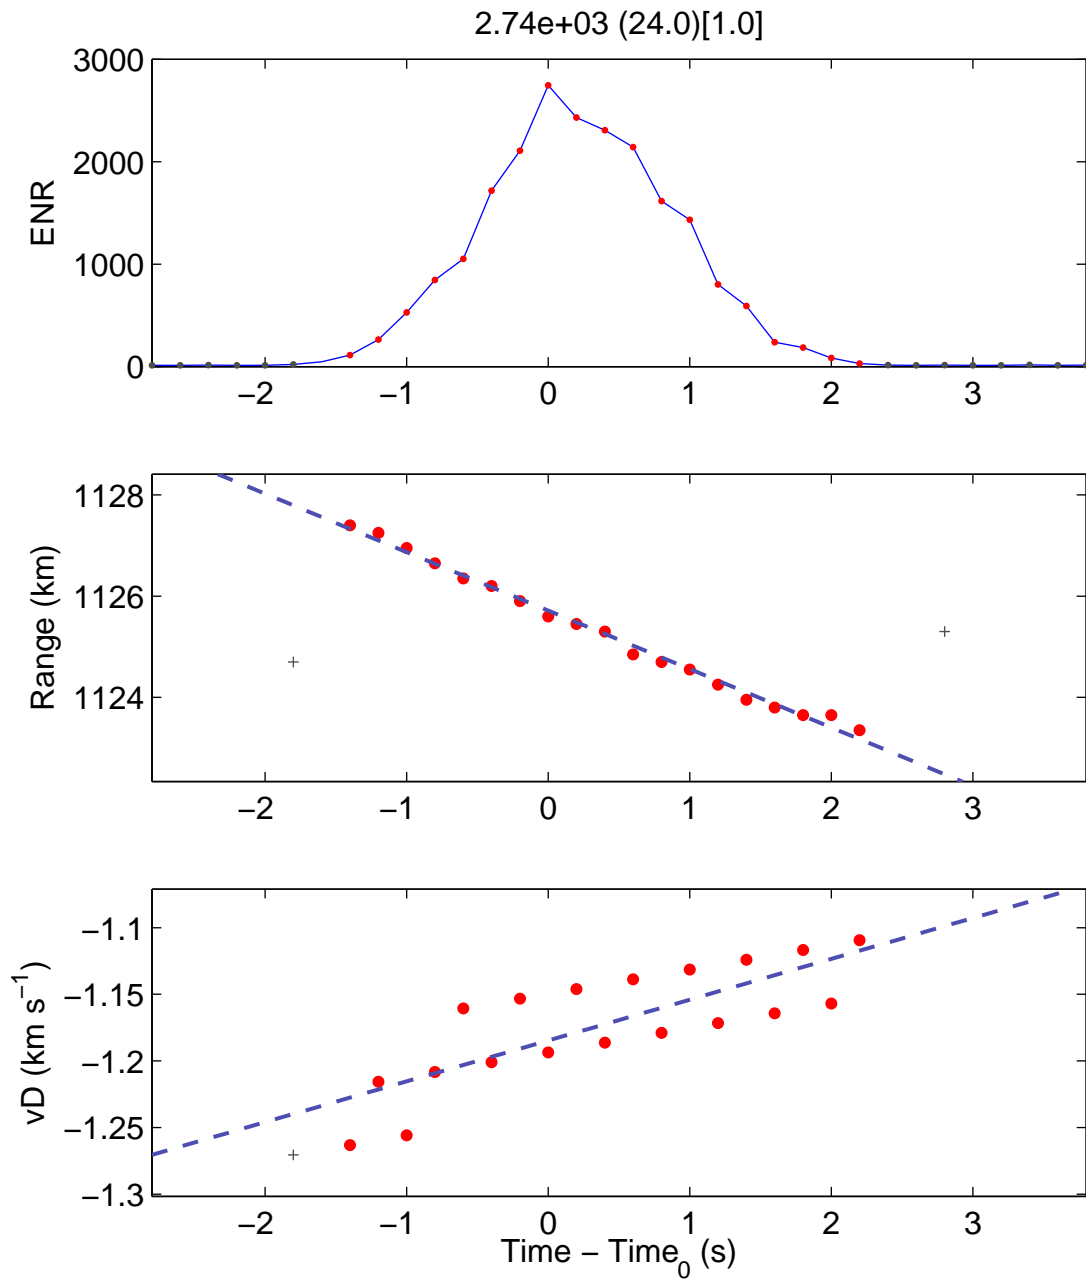 2.74e+03 (24.0)[1.0]
3000
2000
1000
0
ENR
−2 −1 0 1 2 3
1128
1126
1124
Range (km)
−2 −1 0 1 2 3
−1.1
−1.15
−1.2
−1.25
−1.3
vD (km s⁻¹)
−2 −1 0 1 2 3
Time − Time₀ (s)